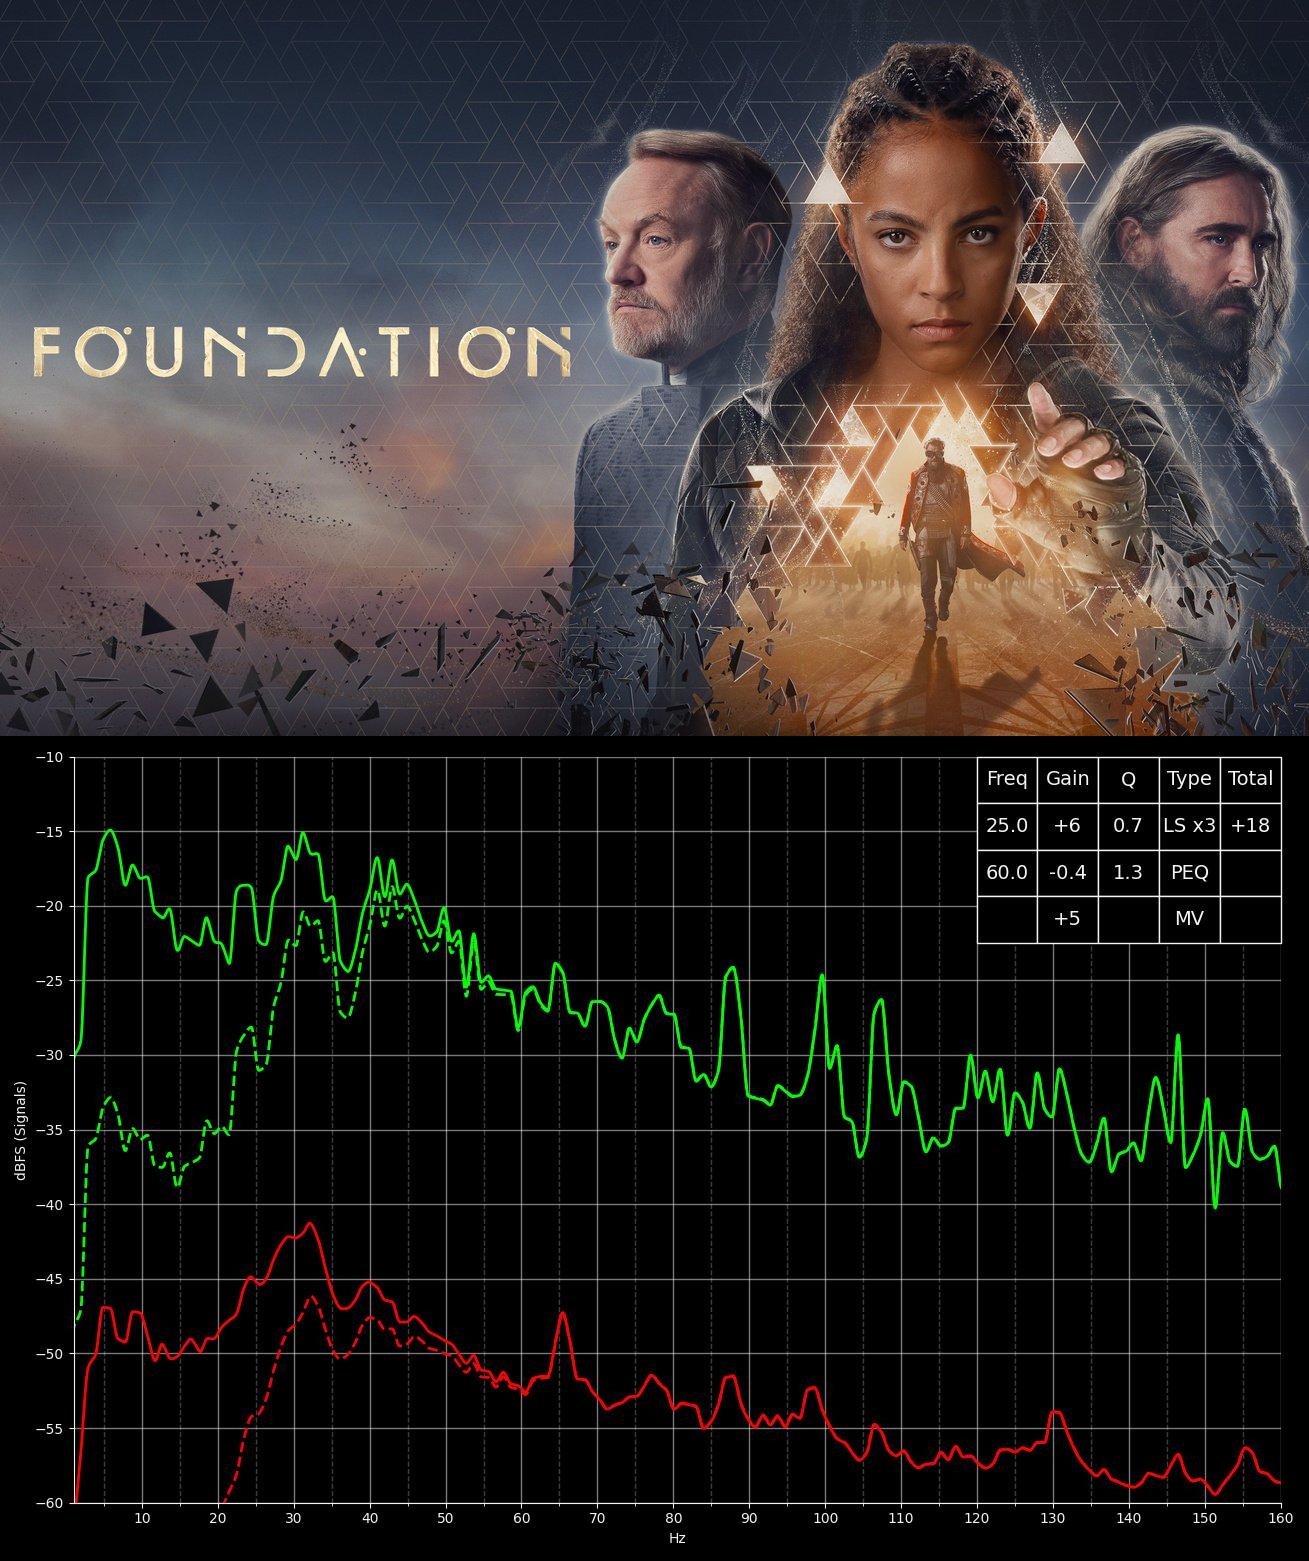 FOUNDATION
Freq Gain Q Type Total
25.0 +6 0.7 LS x3 +18
60.0 -0.4 1.3 PEQ
+5 MV
−10
−15
−20
−25
−30
−35
−40
−45
−50
−55
−60
dBFS (Signals)
10 20 30 40 50 60 70 80 90 100 110 120 130 140 150 160
Hz